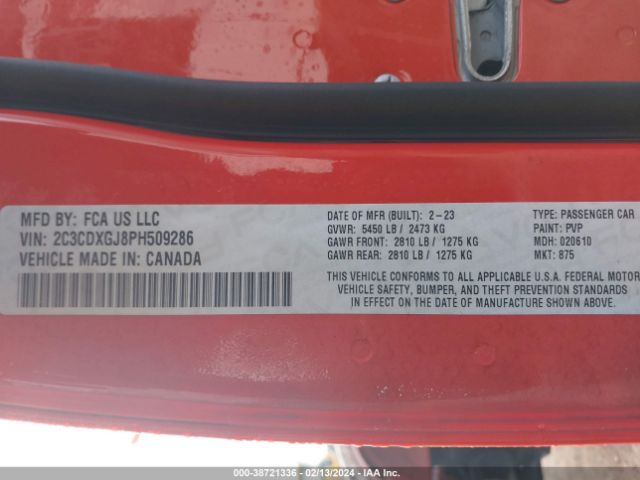 MFD BY: FCA US LLC
VIN: 2C3CDXGJ8PH509286
VEHICLE MADE IN: CANADA
DATE OF MFR (BUILT): 2-23
GVWR: 5450 LB / 2473 KG
GAWR FRONT: 2810 LB / 1275 KG
GAWR REAR: 2810 LB / 1275 KG
TYPE: PASSENGER CAR
PAINT: PVP
MDH: 020610
MKT: 875
THIS VEHICLE CONFORMS TO ALL APPLICABLE U.S.A. FEDERAL MOTOR
VEHICLE SAFETY, BUMPER, AND THEFT PREVENTION STANDARDS
IN EFFECT ON THE DATE OF MANUFACTURE SHOWN ABOVE.
000-38721336 - 02/13/2024 - IAA Inc.